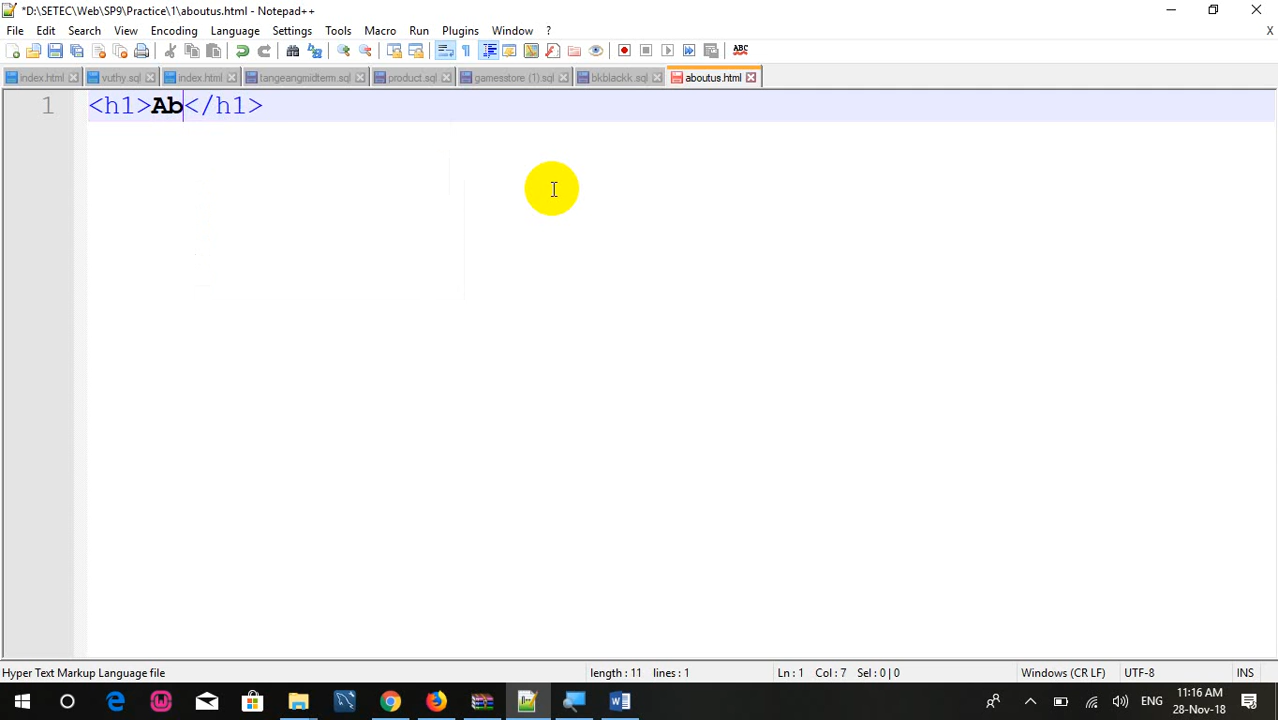 *D:\SETEC\Web\SP9\Practice\1\aboutus.html - Notepad++
File Edit Search View Encoding Language Settings Tools Macro Run Plugins Window ? X
index.html vuthy.sql index.html tangeangmidterm.sql product.sql gamesstore (1).sql bkblackk.sql aboutus.html
1 <h1>Ab</h1>
Hyper Text Markup Language file length : 11 lines : 1 Ln : 1 Col : 7 Sel : 0 | 0 Windows (CR LF) UTF-8 INS
ENG 11:16 AM
28-Nov-18